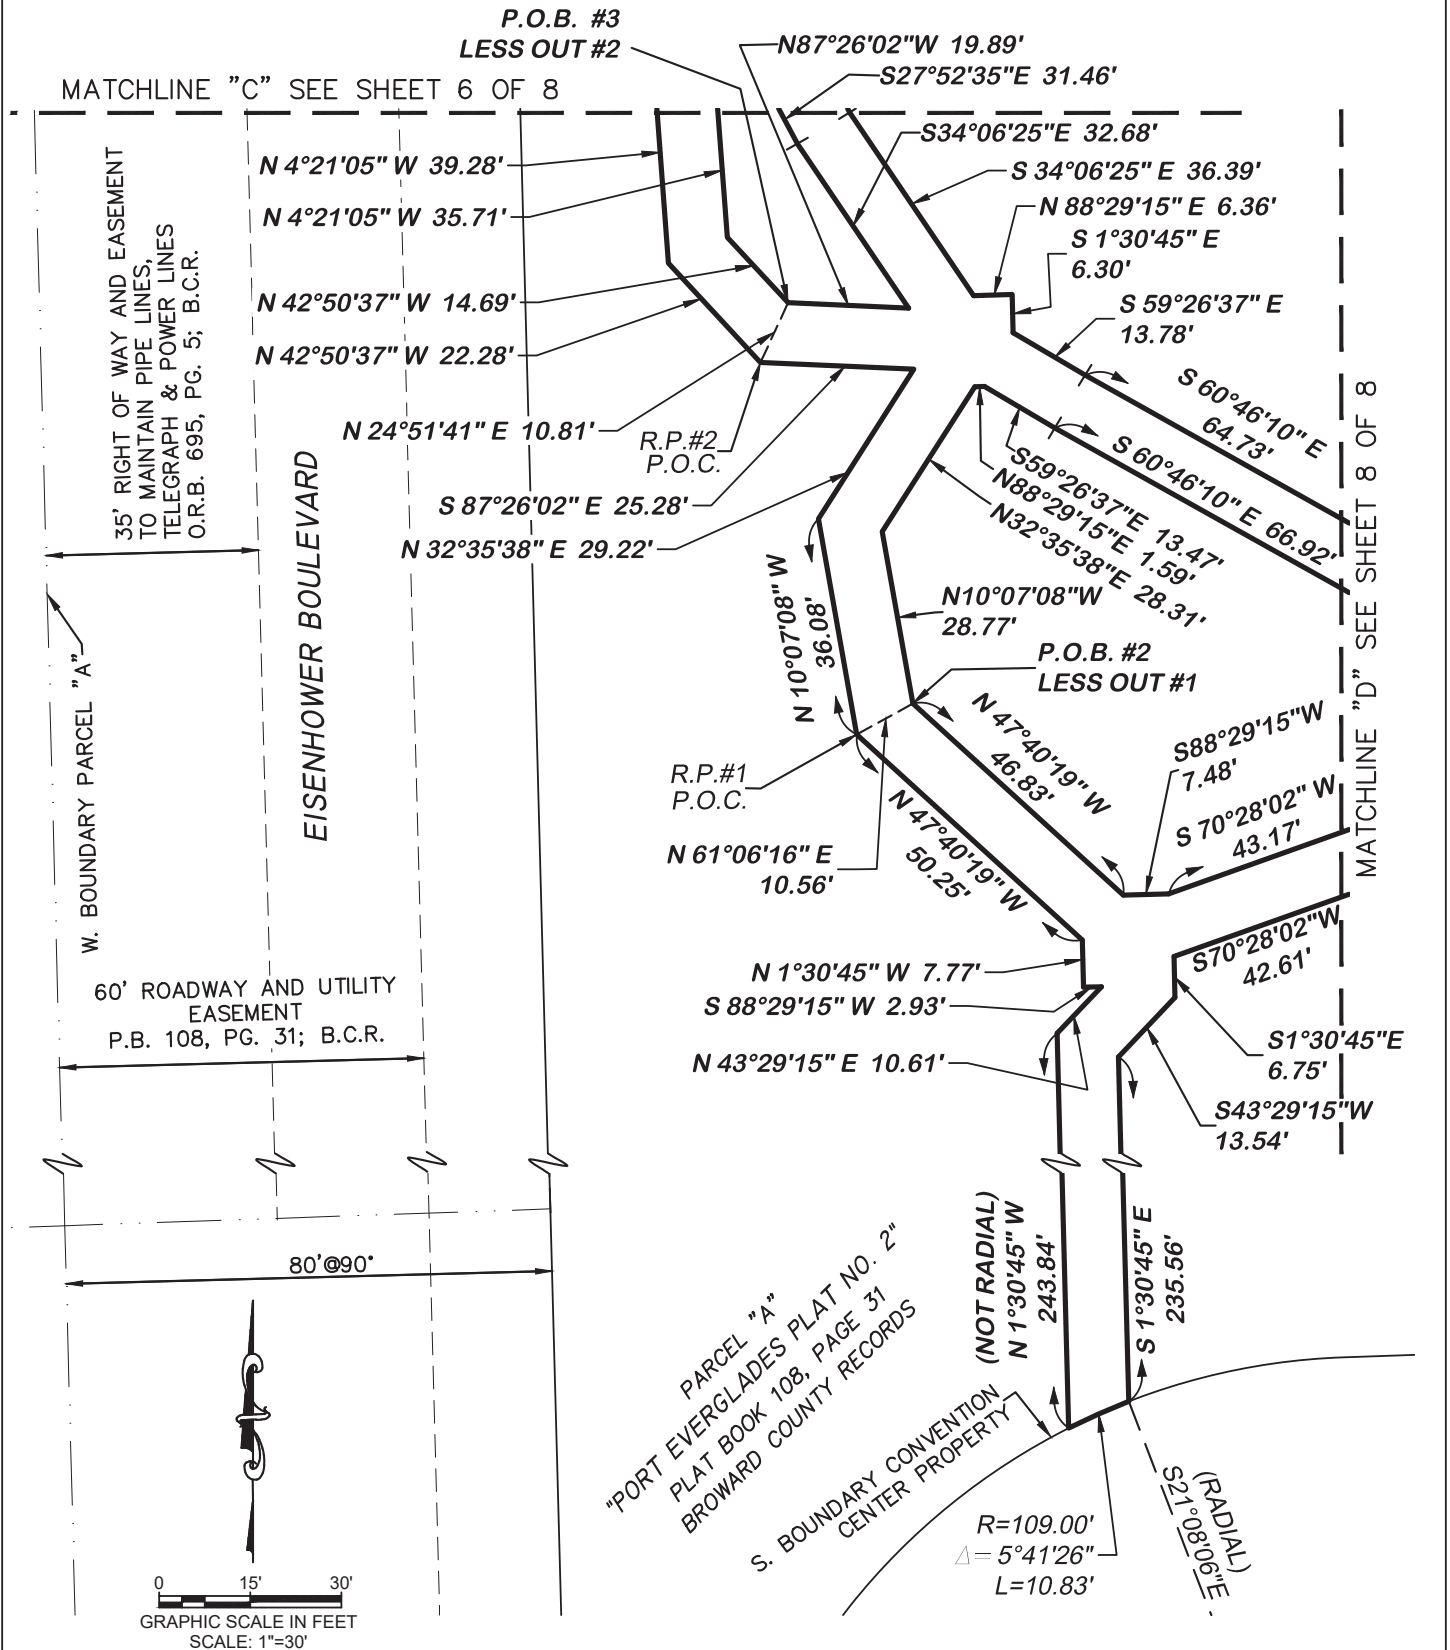 P.O.B. #3
LESS OUT #2
N87°26'02"W 19.89'
S27°52'35"E 31.46'
MATCHLINE "C" SEE SHEET 6 OF 8
S34°06'25"E 32.68'
N 4°21'05" W 39.28'
S 34°06'25" E 36.39'
N 88°29'15" E 6.36'
N 4°21'05" W 35.71'
S 1°30'45" E
6.30'
35' RIGHT OF WAY AND EASEMENT
TO MAINTAIN PIPE LINES,
TELEGRAPH & POWER LINES
O.R.B. 695, PG. 5; B.C.R.
N 42°50'37" W 14.69'
S 59°26'37" E
13.78'
N 42°50'37" W 22.28'
S 60°46'10" E
64.73'
N 24°51'41" E 10.81'
R.P.#2
P.O.C.
S 60°46'10" E 66.92'
S59°26'37"E 13.47'
N88°29'15"E 1.59'
N32°35'38"E 28.31'
S 87°26'02" E 25.28'
N 32°35'38" E 29.22'
MATCHLINE "D" SEE SHEET 8 OF 8
EISENHOWER BOULEVARD
N 10°07'08" W
36.08'
N10°07'08"W
28.77'
P.O.B. #2
LESS OUT #1
W. BOUNDARY PARCEL "A"
N 47°40'19" W
46.83'
S88°29'15"W
7.48'
R.P.#1
P.O.C.
S 70°28'02" W
43.17'
N 47°40'19" W
50.25'
N 61°06'16" E
10.56'
S70°28'02"W
42.61'
N 1°30'45" W 7.77'
60' ROADWAY AND UTILITY
EASEMENT
P.B. 108, PG. 31; B.C.R.
S 88°29'15" W 2.93'
S1°30'45"E
6.75'
N 43°29'15" E 10.61'
S43°29'15"W
13.54'
(NOT RADIAL)
N 1°30'45" W
243.84'
S 1°30'45" E
235.56'
80'@90°
PARCEL "A"
"PORT EVERGLADES PLAT NO. 2"
PLAT BOOK 108, PAGE 31
BROWARD COUNTY RECORDS
S. BOUNDARY CONVENTION
CENTER PROPERTY
(RADIAL)
S21°08'06"E
R=109.00'
△=5°41'26"
L=10.83'
0 15' 30'
GRAPHIC SCALE IN FEET
SCALE: 1"=30'